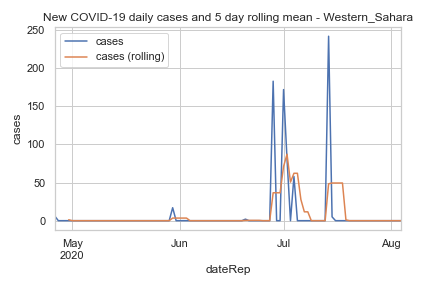 New COVID-19 daily cases and 5 day rolling mean - Western_Sahara
cases
cases (rolling)
250
200
150
100
50
0
cases
May
2020
Jun
Jul
Aug
dateRep